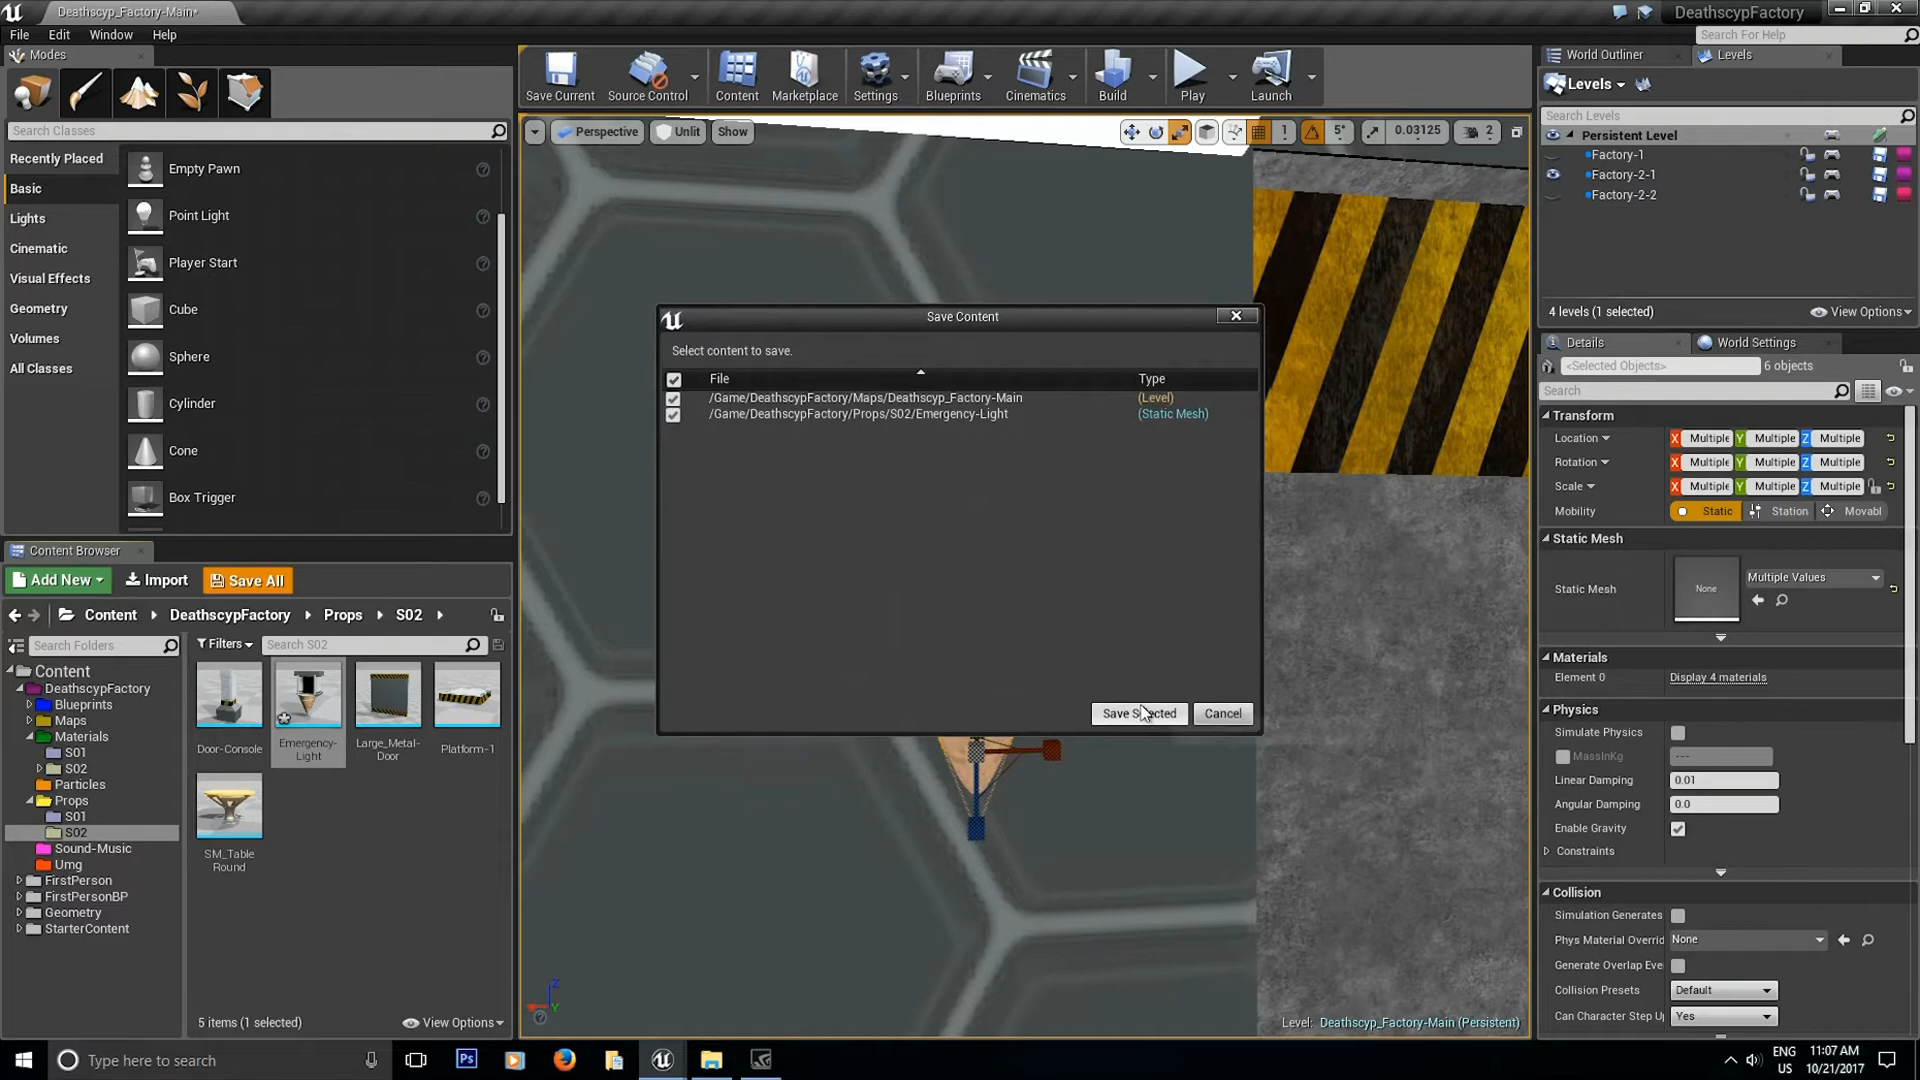 Deathscyp_Factory-Main*
DeathscypFactory
File Edit Window Help
Search For Help
Modes
Search Classes
Recently Placed
Basic
Lights
Cinematic
Visual Effects
Geometry
Volumes
All Classes
Empty Pawn
Point Light
Player Start
Cube
Sphere
Cylinder
Cone
Box Trigger
Save Current
Source Control
Content
Marketplace
Settings
Blueprints
Cinematics
Build
Play
Launch
Perspective
Unlit
Show
1
5°
0.03125
2
Save Content
Select content to save.
File Type
/Game/DeathscypFactory/Maps/Deathscyp_Factory-Main (Level)
/Game/DeathscypFactory/Props/S02/Emergency-Light (Static Mesh)
Save Selected
Cancel
Level: Deathscyp_Factory-Main (Persistent)
World Outliner
Levels
Levels
Search Levels
Persistent Level
Factory-1
Factory-2-1
Factory-2-2
4 levels (1 selected)
View Options
Details
World Settings
<Selected Objects>
6 objects
Search
Transform
Location X Multiple Y Multiple Z Multiple
Rotation X Multiple Y Multiple Z Multiple
Scale X Multiple Y Multiple Z Multiple
Mobility Static Station Movabl
Static Mesh
Static Mesh
None
Multiple Values
Materials
Element 0 Display 4 materials
Physics
Simulate Physics
MassInKg ---
Linear Damping 0.01
Angular Damping 0.0
Enable Gravity
Constraints
Collision
Simulation Generates
Phys Material Overrid None
Generate Overlap Eve
Collision Presets Default
Can Character Step U Yes
Content Browser
Add New
Import
Save All
Content DeathscypFactory Props S02
Search Folders
Filters
Search S02
Content
DeathscypFactory
Blueprints
Maps
Materials
S01
S02
Particles
Props
S01
S02
Sound-Music
Umg
FirstPerson
FirstPersonBP
Geometry
StarterContent
Door-Console
Emergency-
Light
Large_Metal-
Door
Platform-1
SM_Table
Round
5 items (1 selected)
View Options
Type here to search
ENG
US
11:07 AM
10/21/2017